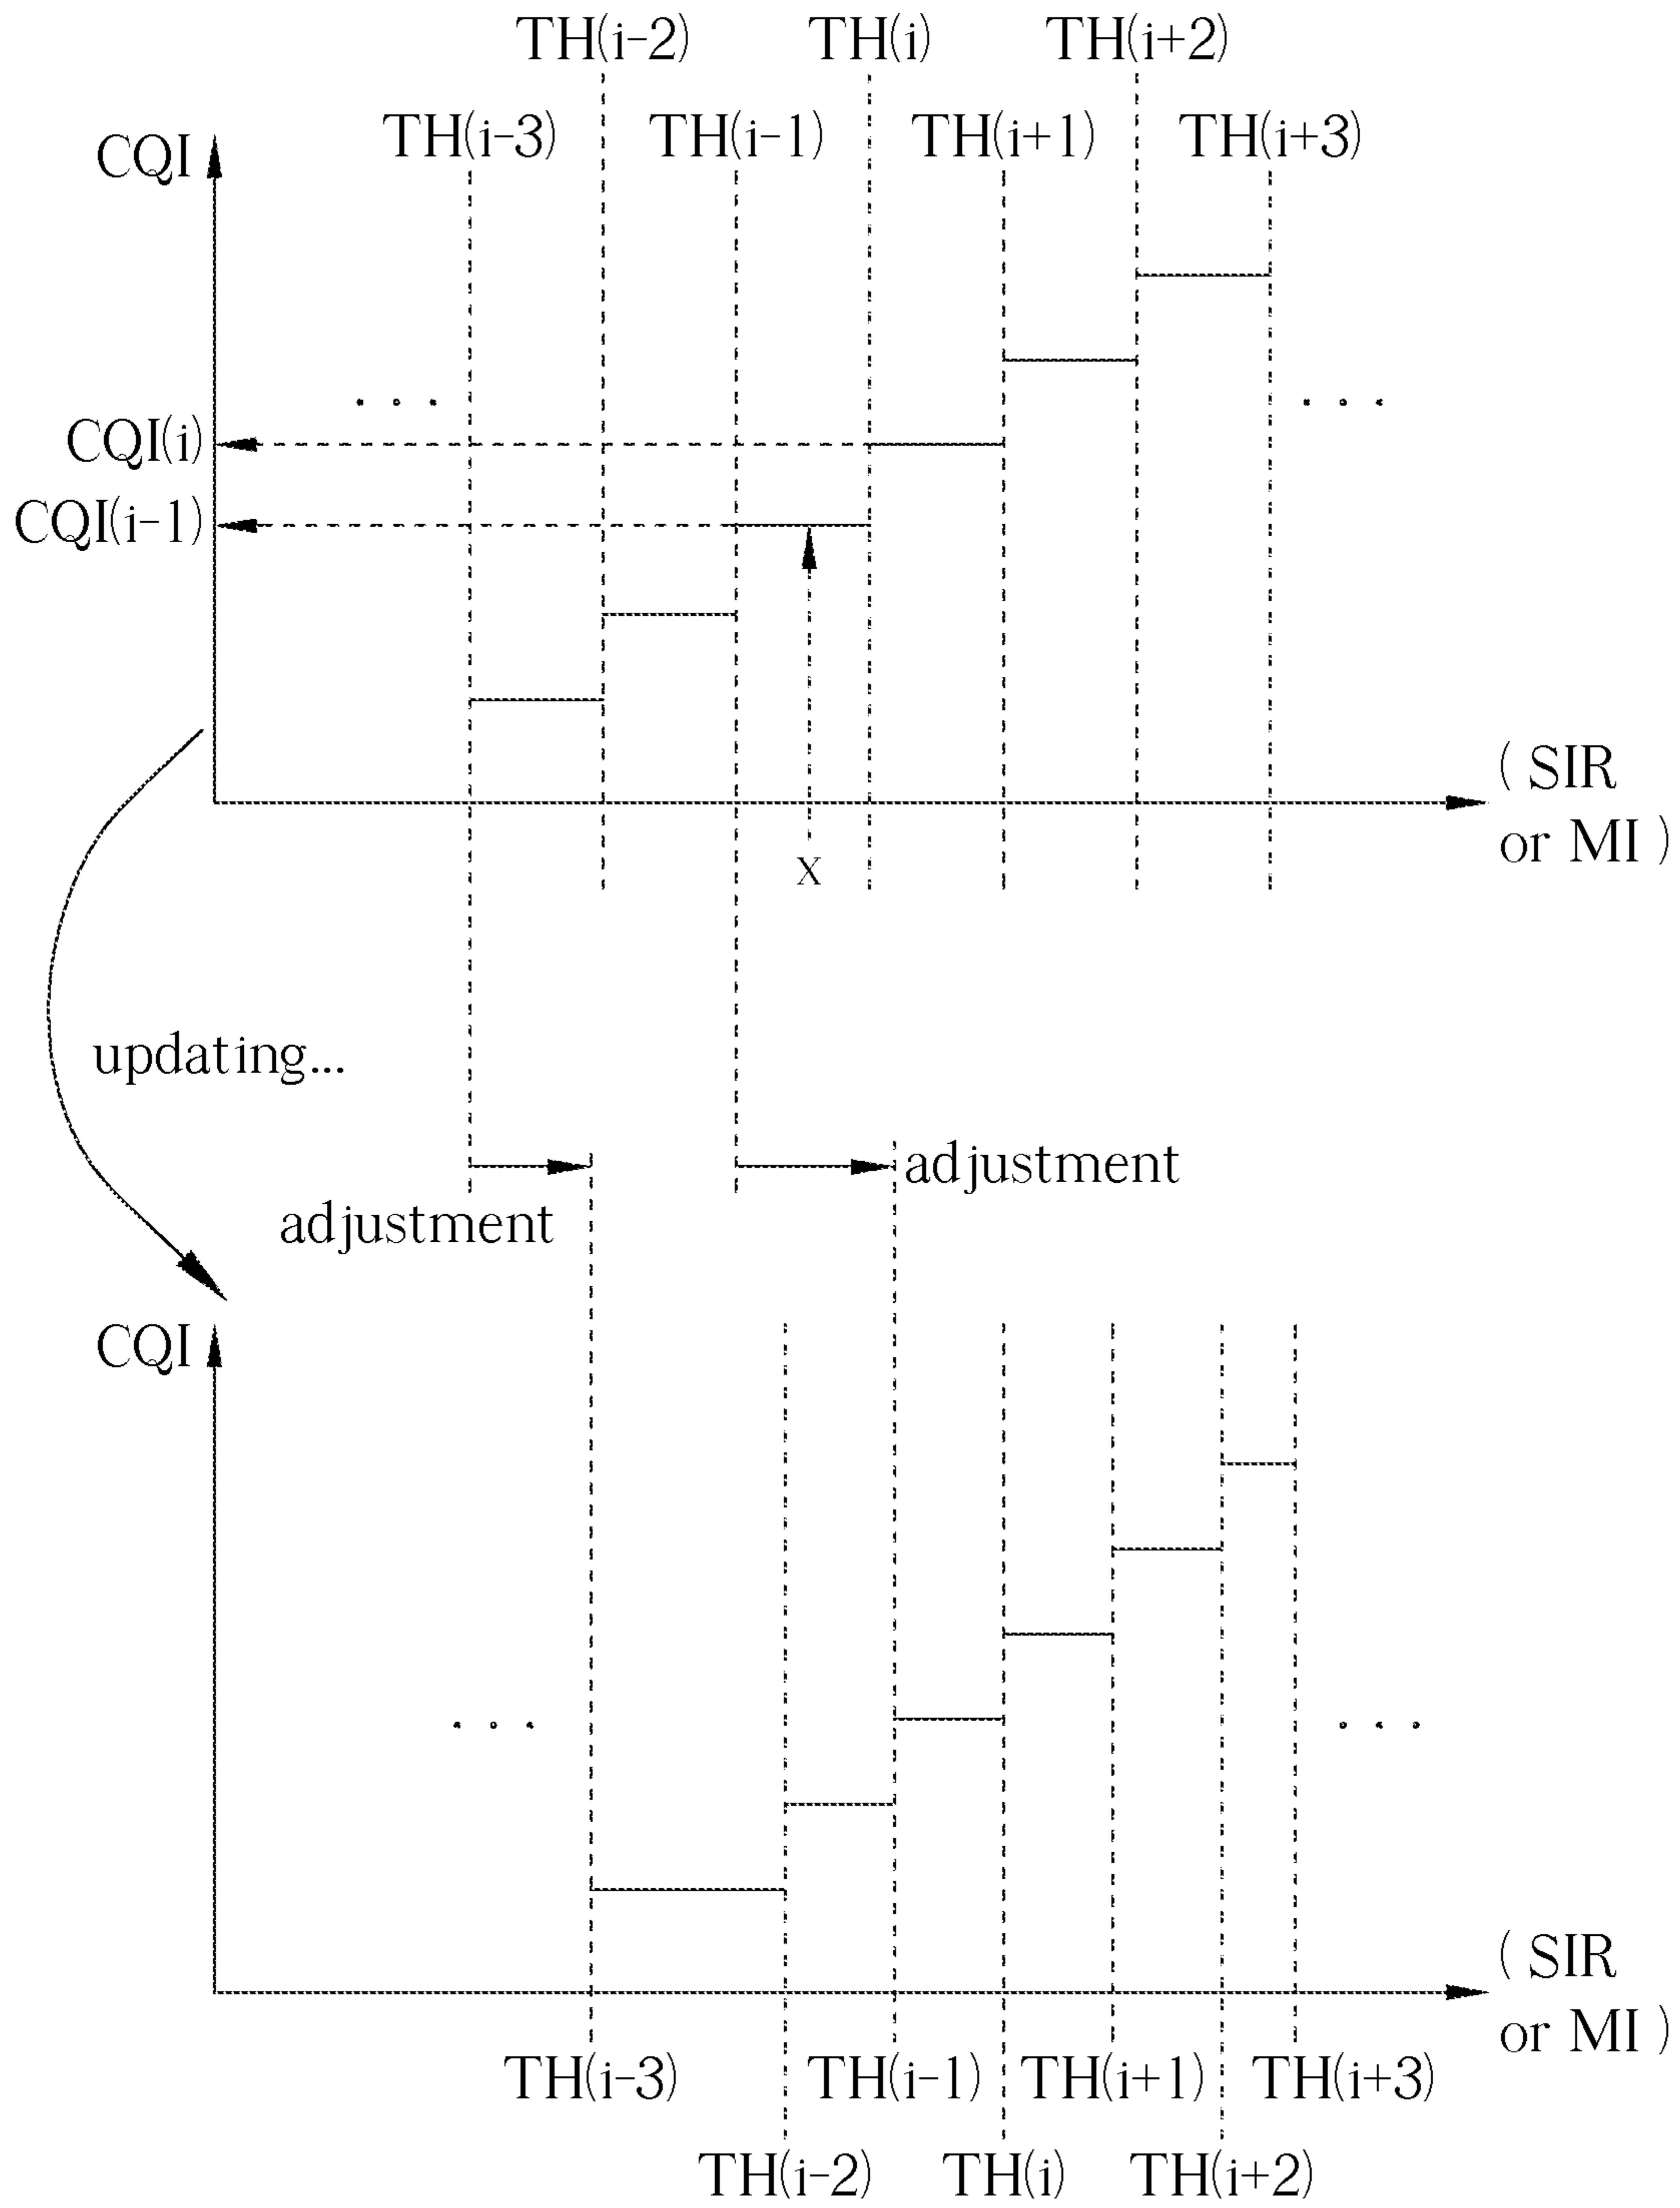 TH(i-2) TH(i) TH(i+2)
TH(i-3) TH(i-1) TH(i+1) TH(i+3)
CQI
. . . . . .
CQI(i)
CQI(i-1)
( SIR
or MI )
x
updating...
adjustment
adjustment
CQI
. . . . . .
( SIR
or MI )
TH(i-3) TH(i-1) TH(i+1) TH(i+3)
TH(i-2) TH(i) TH(i+2)